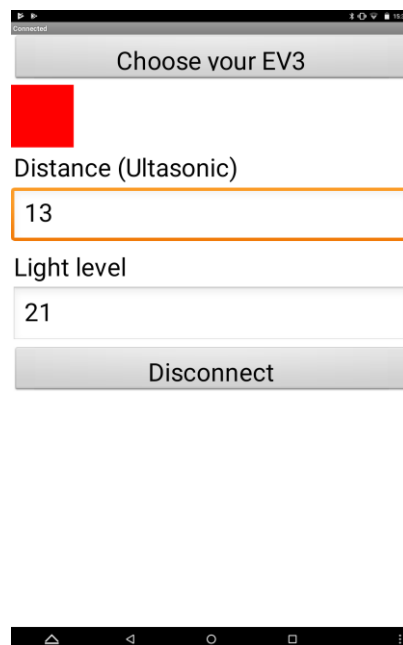 Connected
Choose your EV3
Distance (Ultasonic)
13
Light level
21
Disconnect